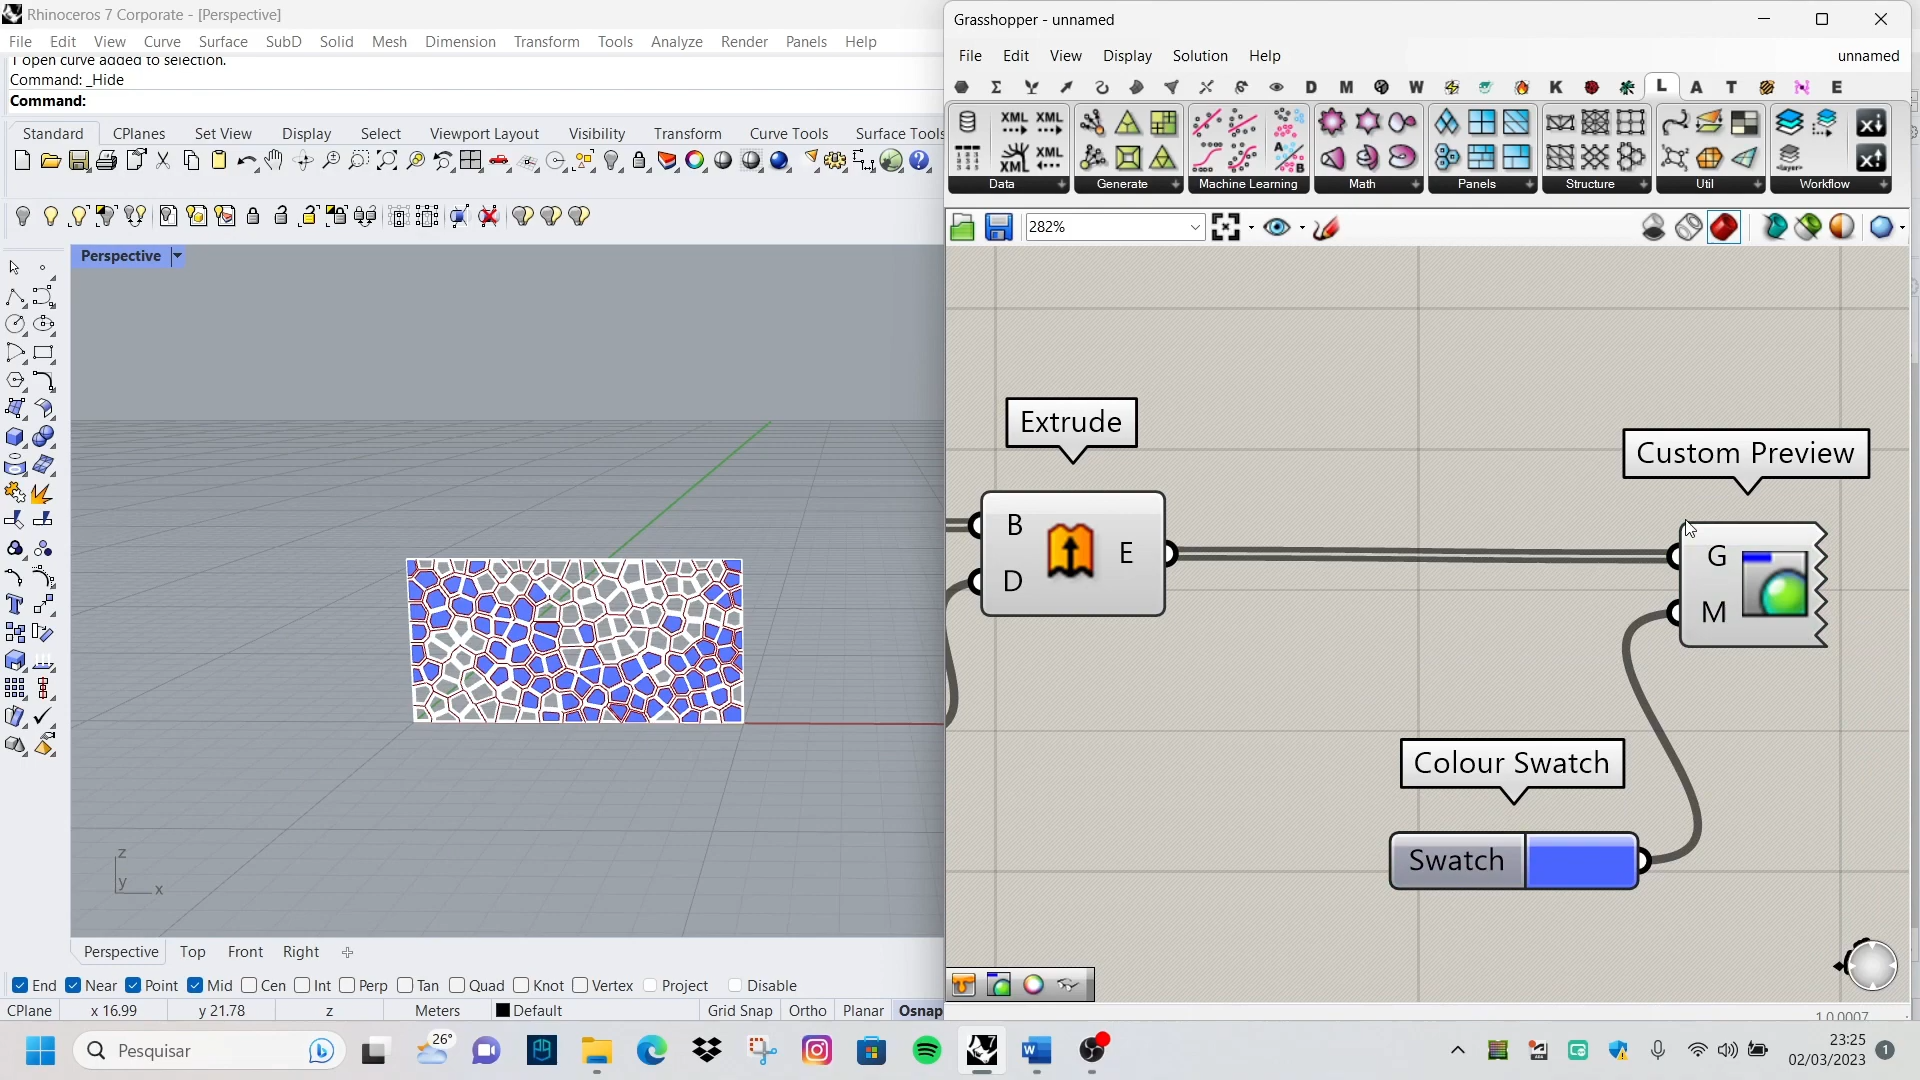 Rhinoceros 7 Corporate - [Perspective]
File Edit View Curve Surface SubD Solid Mesh Dimension Transform Tools Analyze Render Panels Help
1 open curve added to selection.
Command: _Hide
Command:
Standard CPlanes Set View Display Select Viewport Layout Visibility Transform Curve Tools Surface Tools
Perspective
z
y x
Perspective Top Front Right
End Near Point Mid Cen Int Perp Tan Quad Knot Vertex Project Disable
CPlane x 16.99 y 21.78 z Meters Default Grid Snap Ortho Planar Osnap
Grasshopper - unnamed
File Edit View Display Solution Help
unnamed
D M W K L A T E
XML XML
XML XML
Data Generate Machine Learning Math Panels Structure Util Workflow
282%
Extrude
B
D
E
Custom Preview
G
M
Colour Swatch
Swatch
1.0.0007
Pesquisar
26°
23:25
02/03/2023
1